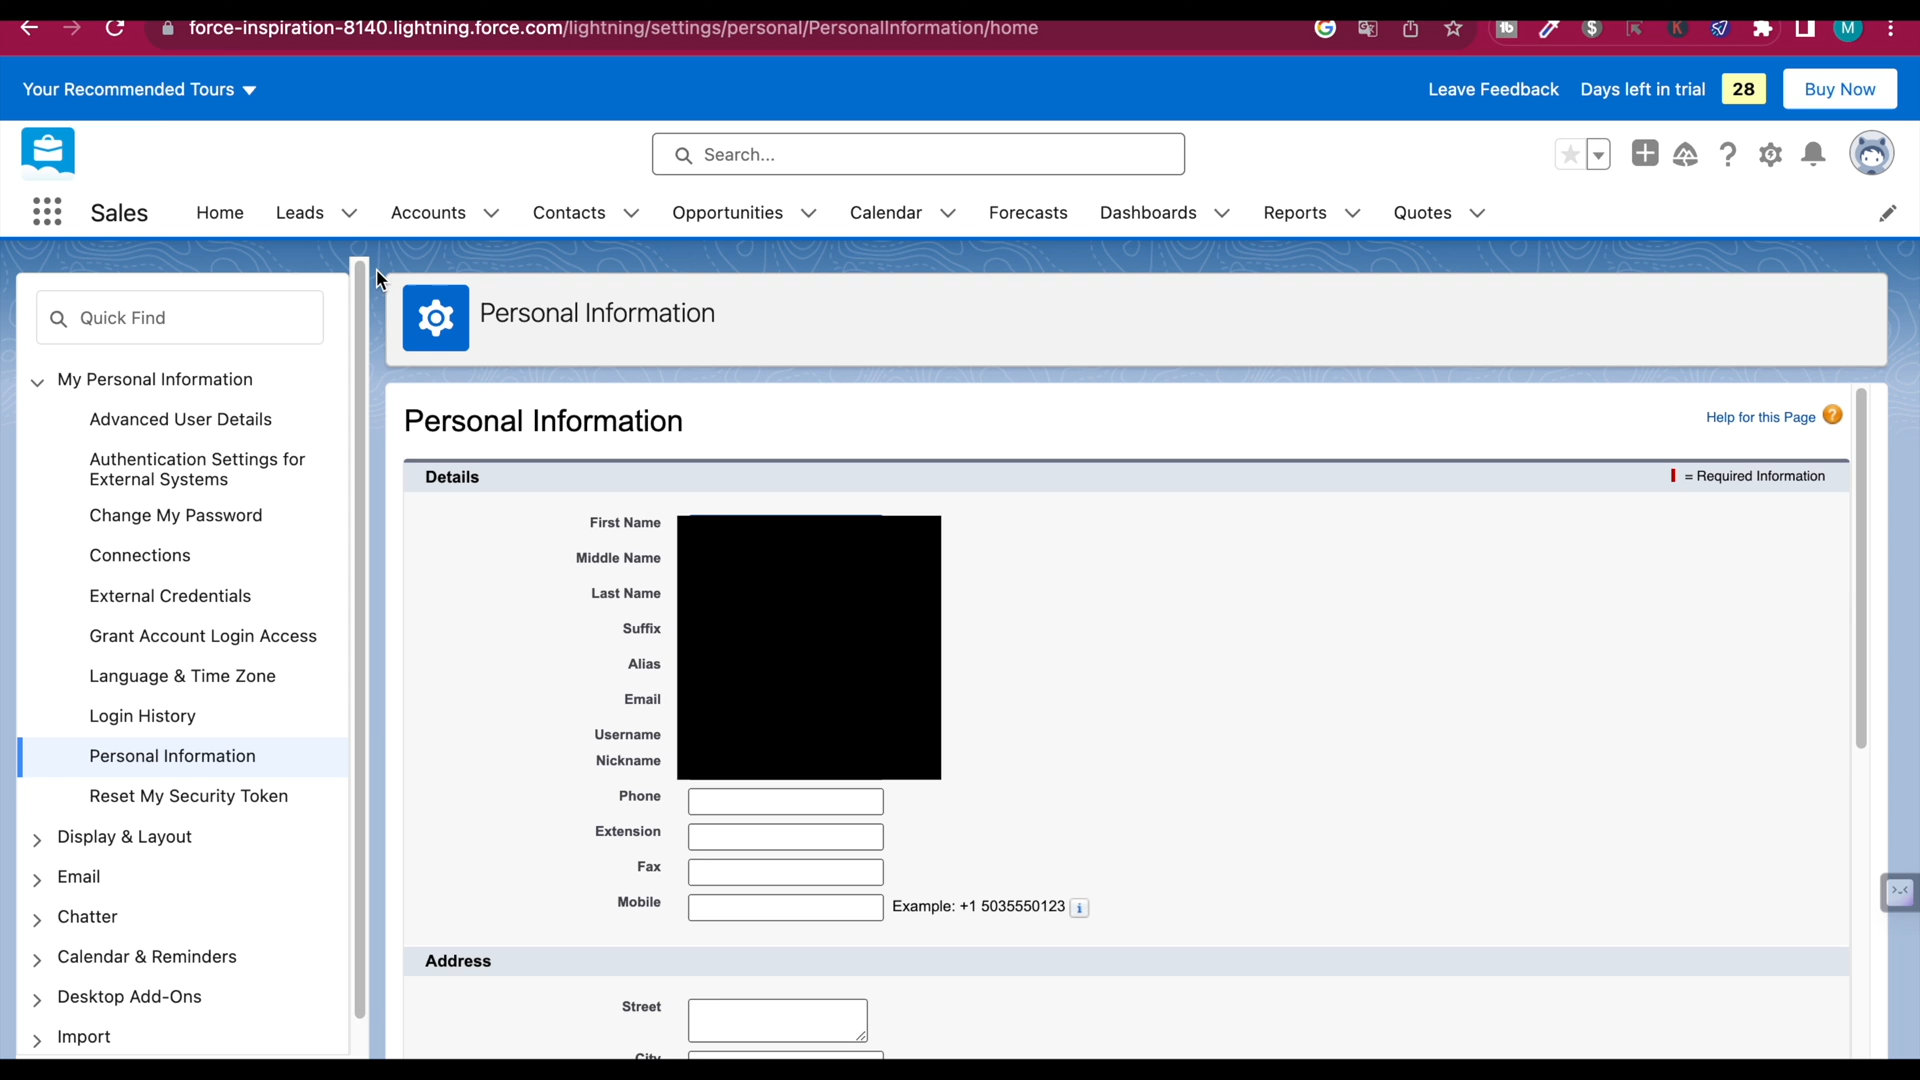 force-inspiration-8140.lightning.force.com/lightning/settings/personal/PersonalInformation/home
M
Your Recommended Tours
Leave Feedback
Days left in trial
28
Buy Now
Search...
Sales
Home
Leads
Accounts
Contacts
Opportunities
Calendar
Forecasts
Dashboards
Reports
Quotes
Quick Find
My Personal Information
Advanced User Details
Authentication Settings for
External Systems
Change My Password
Connections
External Credentials
Grant Account Login Access
Language & Time Zone
Login History
Personal Information
Reset My Security Token
Display & Layout
Email
Chatter
Calendar & Reminders
Desktop Add-Ons
Import
Personal Information
Personal Information
Help for this Page ?
Details
= Required Information
First Name
Middle Name
Last Name
Suffix
Alias
Email
Username
Nickname
Phone
Extension
Fax
Mobile
Example: +1 5035550123 i
Address
Street
City